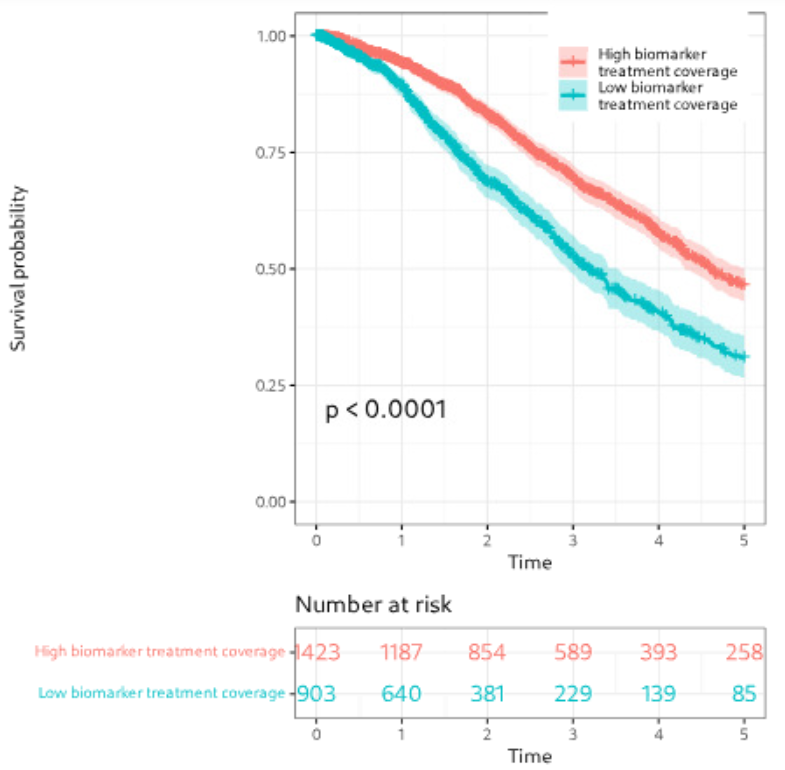 1.00
0.75
0.50
0.25
0.00
Survival probability
High biomarker
treatment coverage
Low biomarker
treatment coverage
p < 0.0001
0 1 2 3 4 5
Time
Number at risk
High biomarker treatment coverage 1423 1187 854 589 393 258
Low biomarker treatment coverage 903 640 381 229 139 85
0 1 2 3 4 5
Time